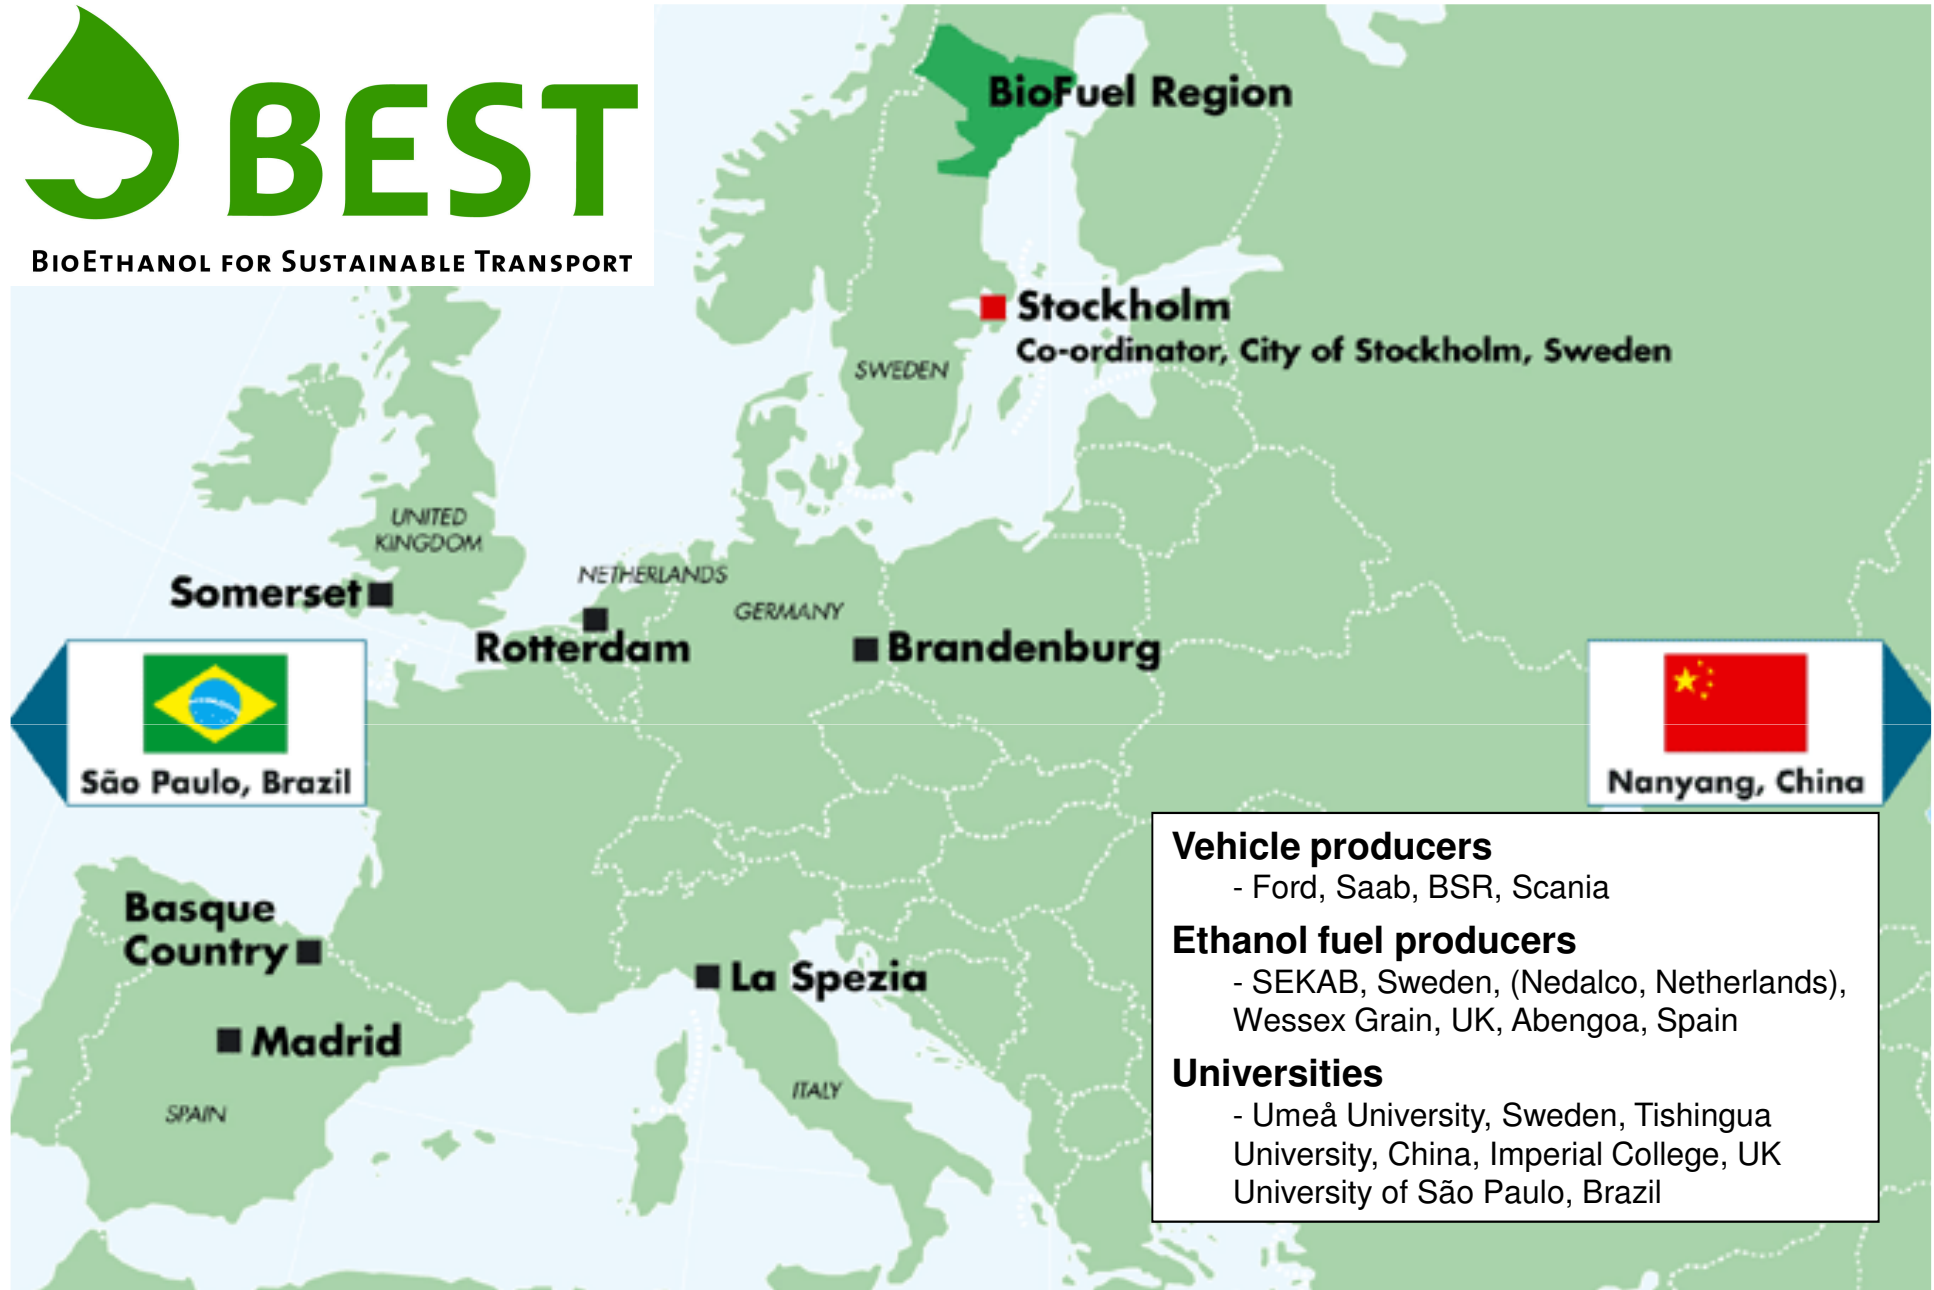 BEST
BIOETHANOL FOR SUSTAINABLE TRANSPORT
BioFuel Region
Stockholm
Co-ordinator, City of Stockholm, Sweden
SWEDEN
UNITED
KINGDOM
NETHERLANDS
Somerset
GERMANY
Rotterdam
Brandenburg
São Paulo, Brazil
Nanyang, China
Basque
Country
La Spezia
Madrid
ITALY
SPAIN
Vehicle producers
- Ford, Saab, BSR, Scania
Ethanol fuel producers
- SEKAB, Sweden, (Nedalco, Netherlands),
Wessex Grain, UK, Abengoa, Spain
Universities
- Umeå University, Sweden, Tishingua
University, China, Imperial College, UK
University of São Paulo, Brazil